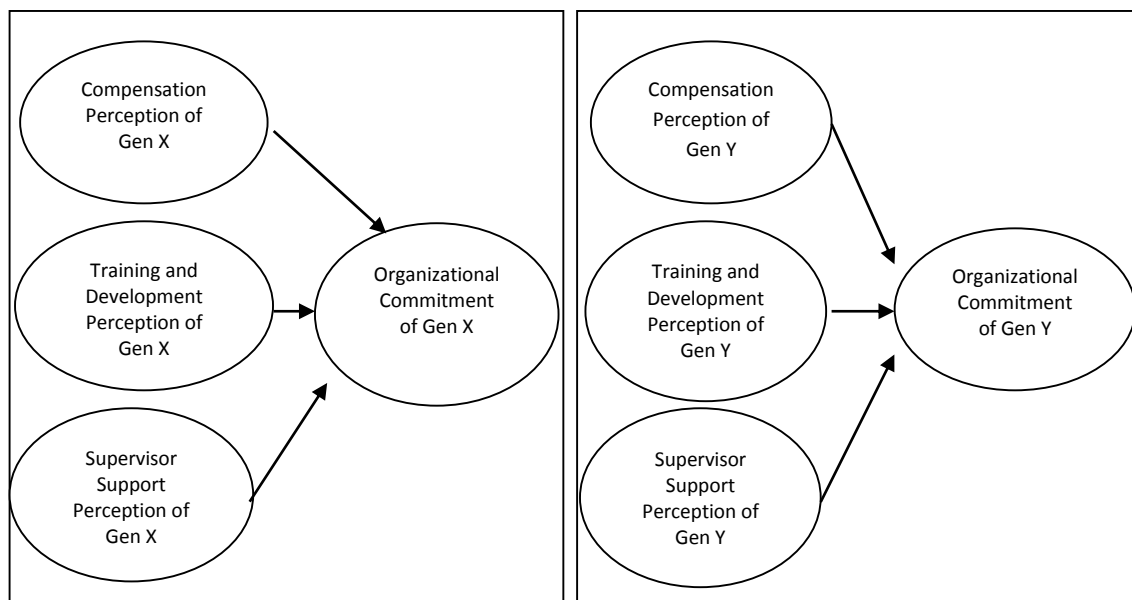 Compensation
Perception of
Gen X
Training and
Development
Perception of
Gen X
Supervisor
Support
Perception of
Gen X
Organizational
Commitment
of Gen X
Compensation
Perception of
Gen Y
Training and
Development
Perception of
Gen Y
Supervisor
Support
Perception of
Gen Y
Organizational
Commitment
of Gen Y